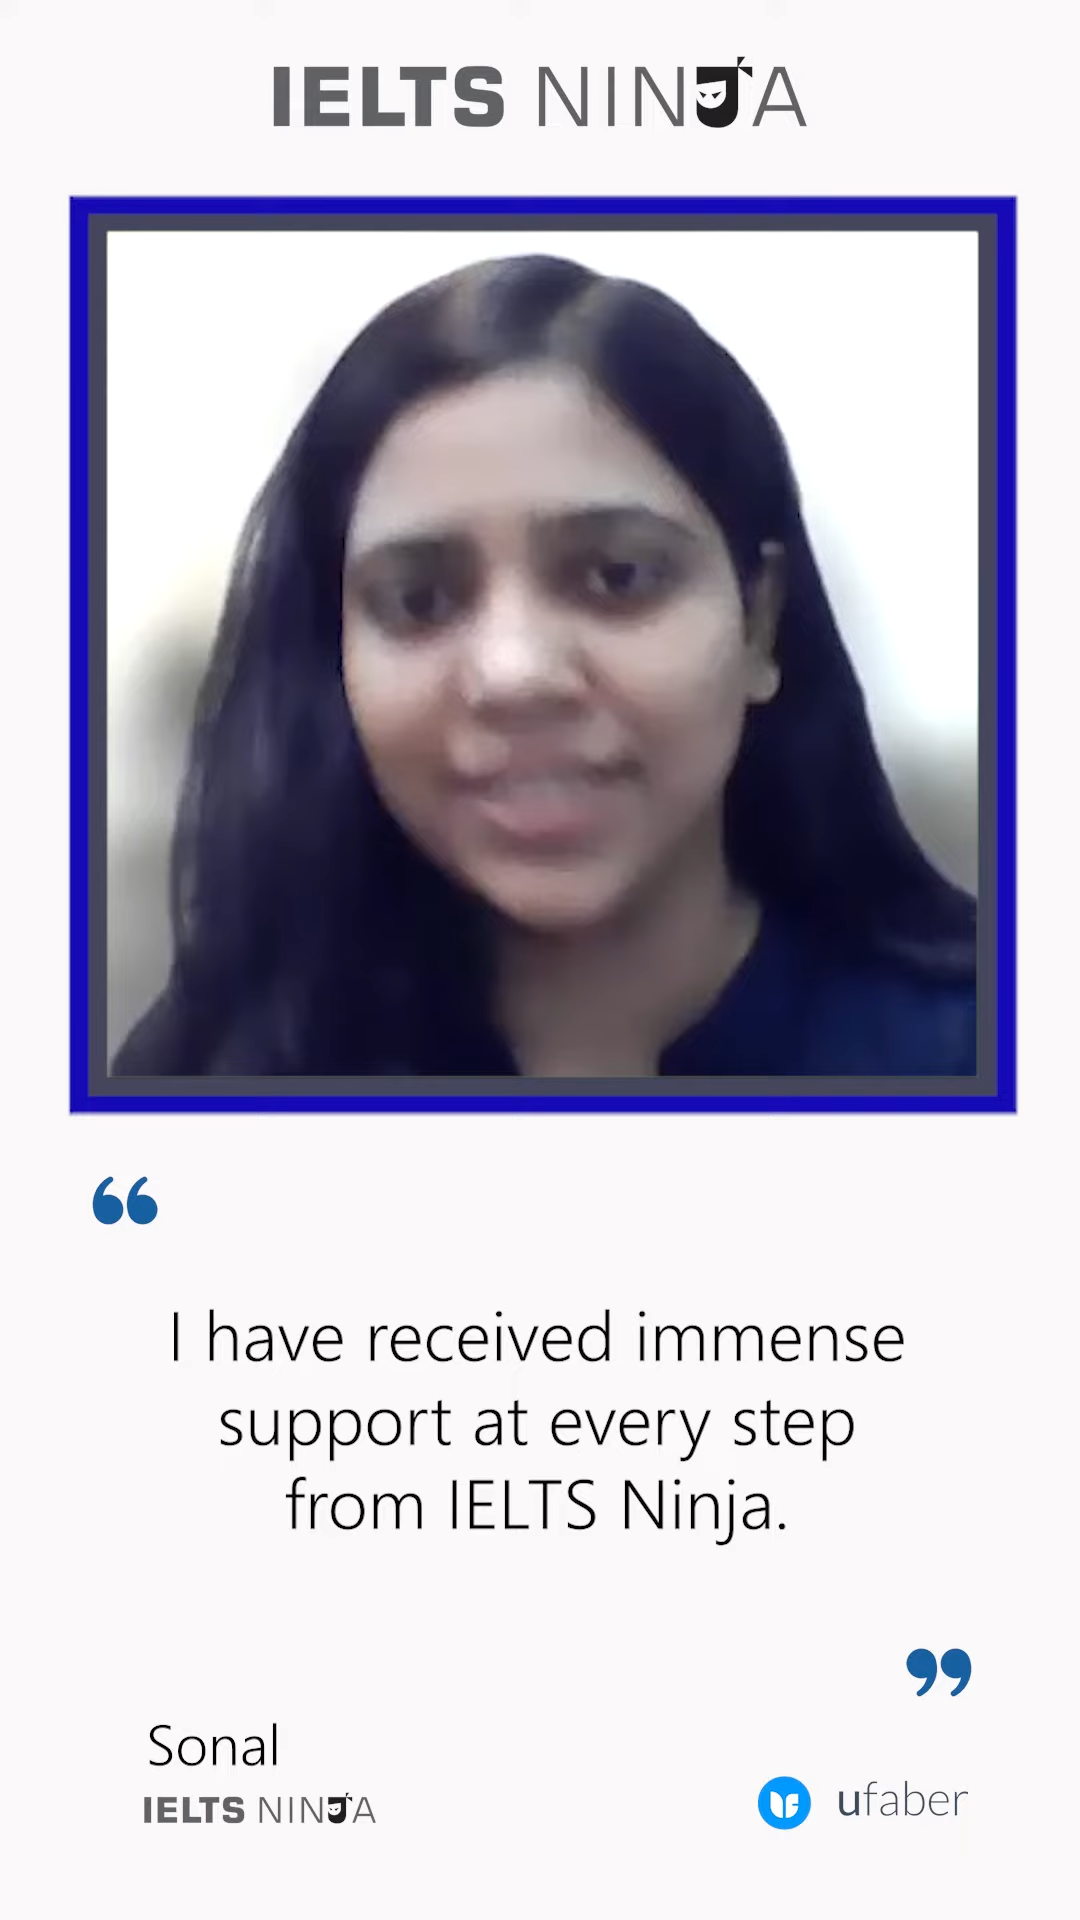 IELTS NINJA
“
I have received immense
support at every step
from IELTS Ninja.
”
Sonal
IELTS NINJA
ufaber